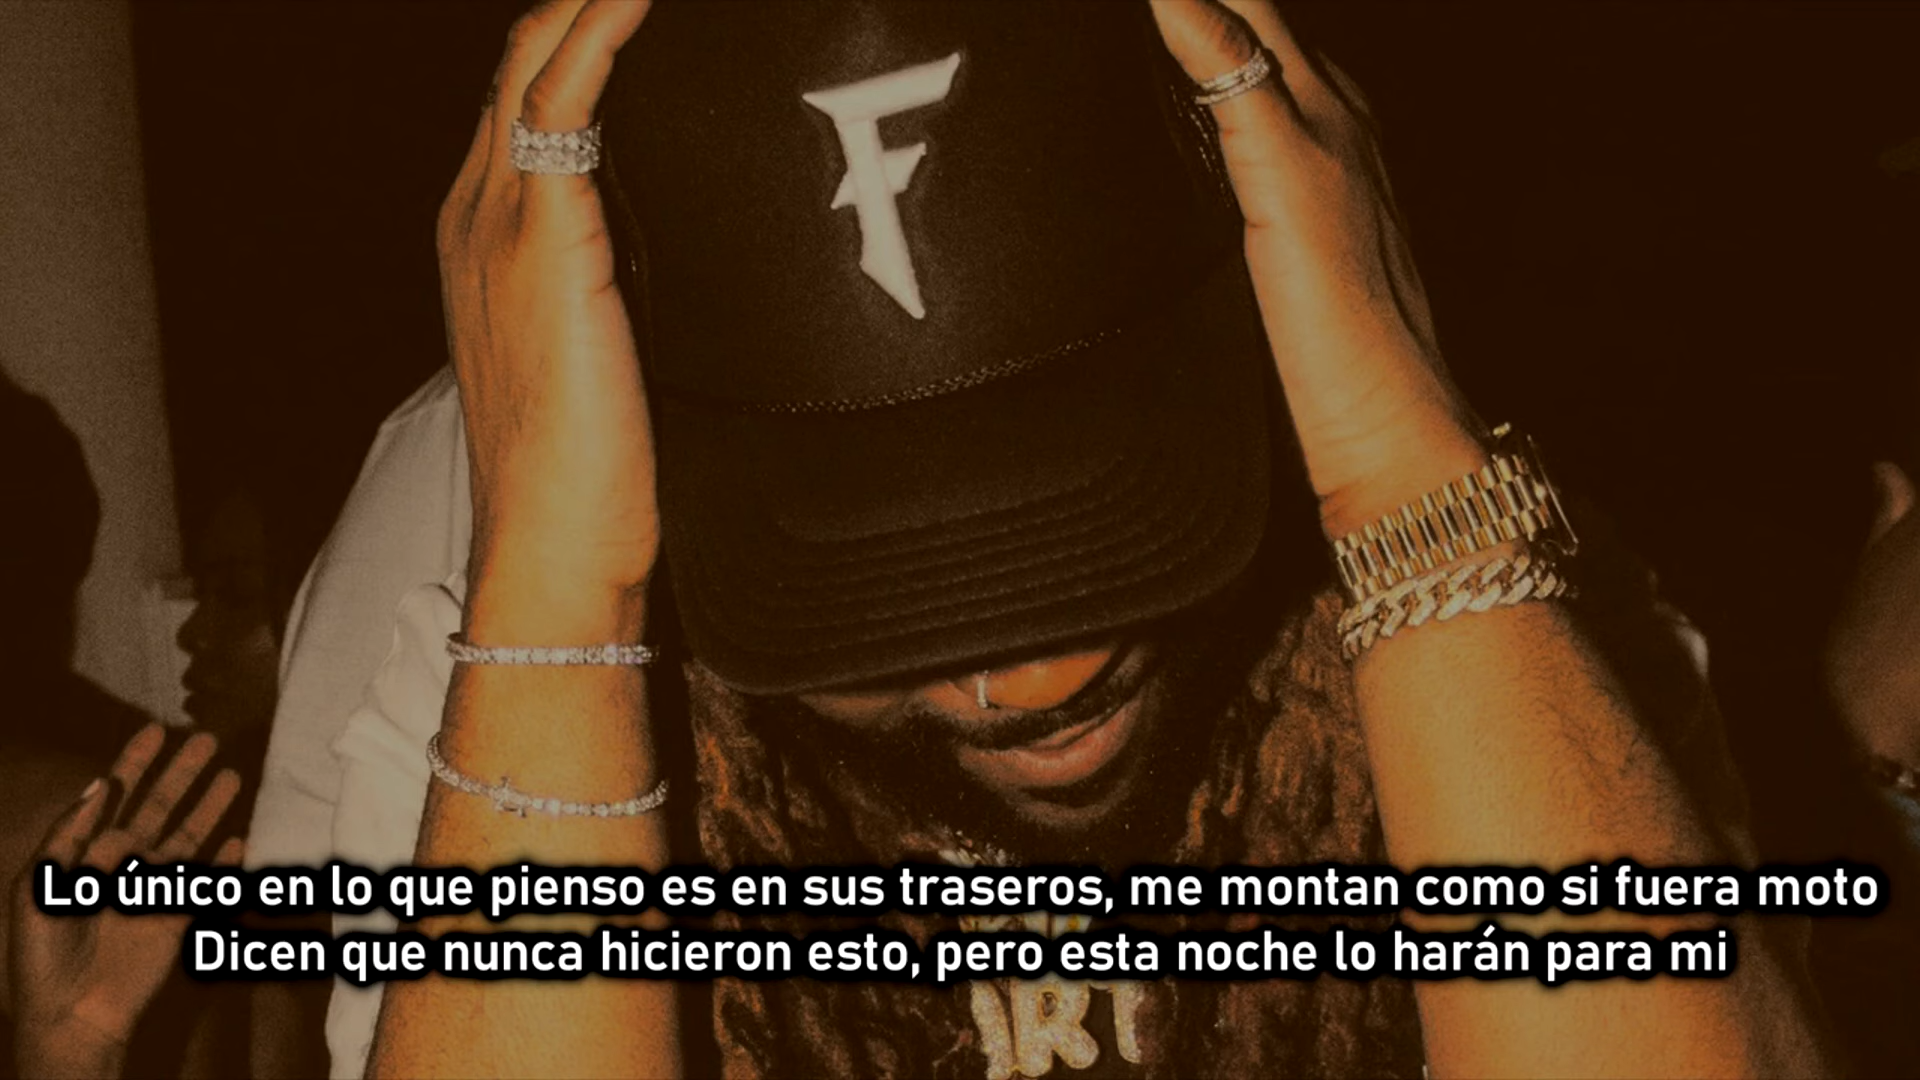 F
Lo único en lo que pienso es en sus traseros, me montan como si fuera moto
Dicen que nunca hicieron esto, pero esta noche lo harán para mi